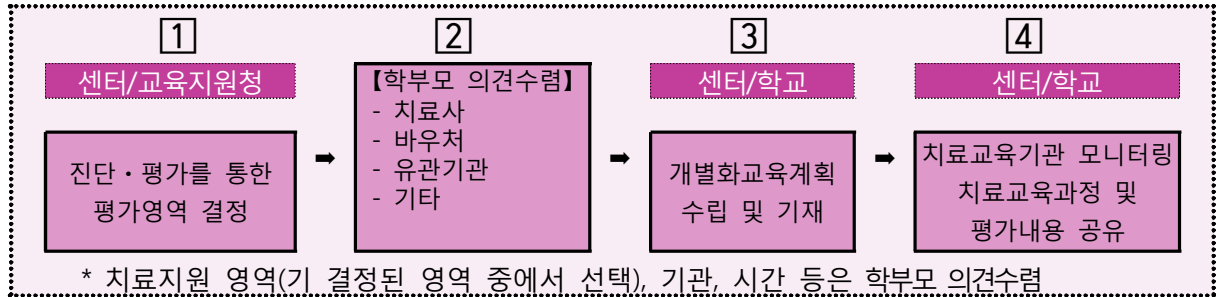 1
센터/교육지원청
진단・평가를 통한
평가영역 결정
➡
2
【학부모 의견수렴】
- 치료사
- 바우처
- 유관기관
- 기타
➡
3
센터/학교
개별화교육계획
수립 및 기재
➡
4
센터/학교
치료교육기관 모니터링
치료교육과정 및
평가내용 공유
* 치료지원 영역(기 결정된 영역 중에서 선택), 기관, 시간 등은 학부모 의견수렴